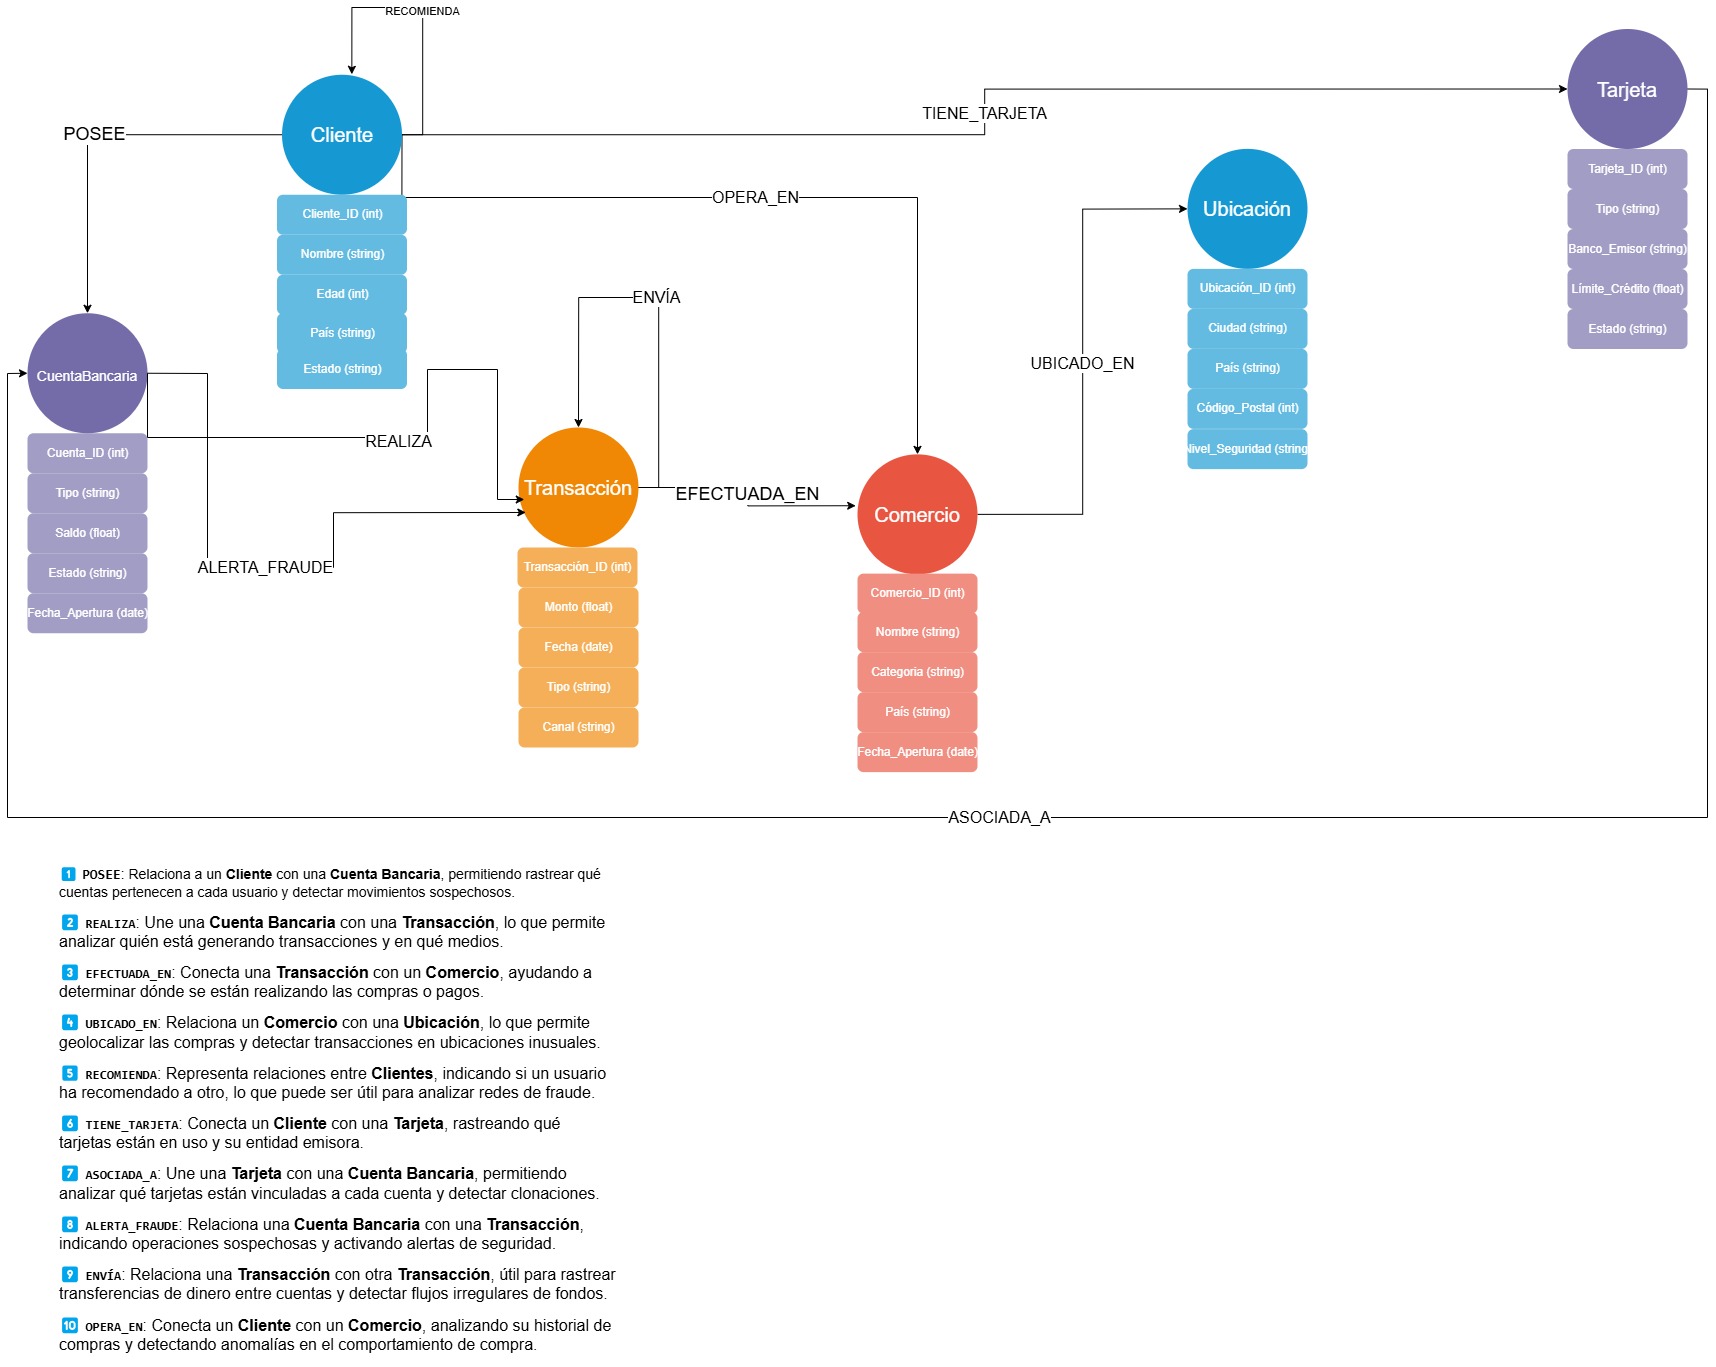 RECOMIENDA
Cliente
Cliente_ID (int)
Nombre (string)
Edad (int)
País (string)
Estado (string)
POSEE
TIENE_TARJETA
Tarjeta
Tarjeta_ID (int)
Tipo (string)
Banco_Emisor (string)
Límite_Crédito (float)
Estado (string)
OPERA_EN
Ubicación
Ubicación_ID (int)
Ciudad (string)
País (string)
Código_Postal (int)
Nivel_Seguridad (string
ENVÍA
UBICADO_EN
CuentaBancaria
Cuenta_ID (int)
Tipo (string)
Saldo (float)
Estado (string)
Fecha_Apertura (date)
REALIZA
ALERTA_FRAUDE
Transacción
Transacción_ID (int)
Monto (float)
Fecha (date)
Tipo (string)
Canal (string)
EFECTUADA_EN
Comercio
Comercio_ID (int)
Nombre (string)
Categoria (string)
País (string)
Fecha_Apertura (date)
ASOCIADA_A
1 POSEE: Relaciona a un Cliente con una Cuenta Bancaria, permitiendo rastrear qué
cuentas pertenecen a cada usuario y detectar movimientos sospechosos.
2 REALIZA: Une una Cuenta Bancaria con una Transacción, lo que permite
analizar quién está generando transacciones y en qué medios.
3 EFECTUADA_EN: Conecta una Transacción con un Comercio, ayudando a
determinar dónde se están realizando las compras o pagos.
4 UBICADO_EN: Relaciona un Comercio con una Ubicación, lo que permite
geolocalizar las compras y detectar transacciones en ubicaciones inusuales.
5 RECOMIENDA: Representa relaciones entre Clientes, indicando si un usuario
ha recomendado a otro, lo que puede ser útil para analizar redes de fraude.
6 TIENE_TARJETA: Conecta un Cliente con una Tarjeta, rastreando qué
tarjetas están en uso y su entidad emisora.
7 ASOCIADA_A: Une una Tarjeta con una Cuenta Bancaria, permitiendo
analizar qué tarjetas están vinculadas a cada cuenta y detectar clonaciones.
8 ALERTA_FRAUDE: Relaciona una Cuenta Bancaria con una Transacción,
indicando operaciones sospechosas y activando alertas de seguridad.
9 ENVÍA: Relaciona una Transacción con otra Transacción, útil para rastrear
transferencias de dinero entre cuentas y detectar flujos irregulares de fondos.
10 OPERA_EN: Conecta un Cliente con un Comercio, analizando su historial de
compras y detectando anomalías en el comportamiento de compra.